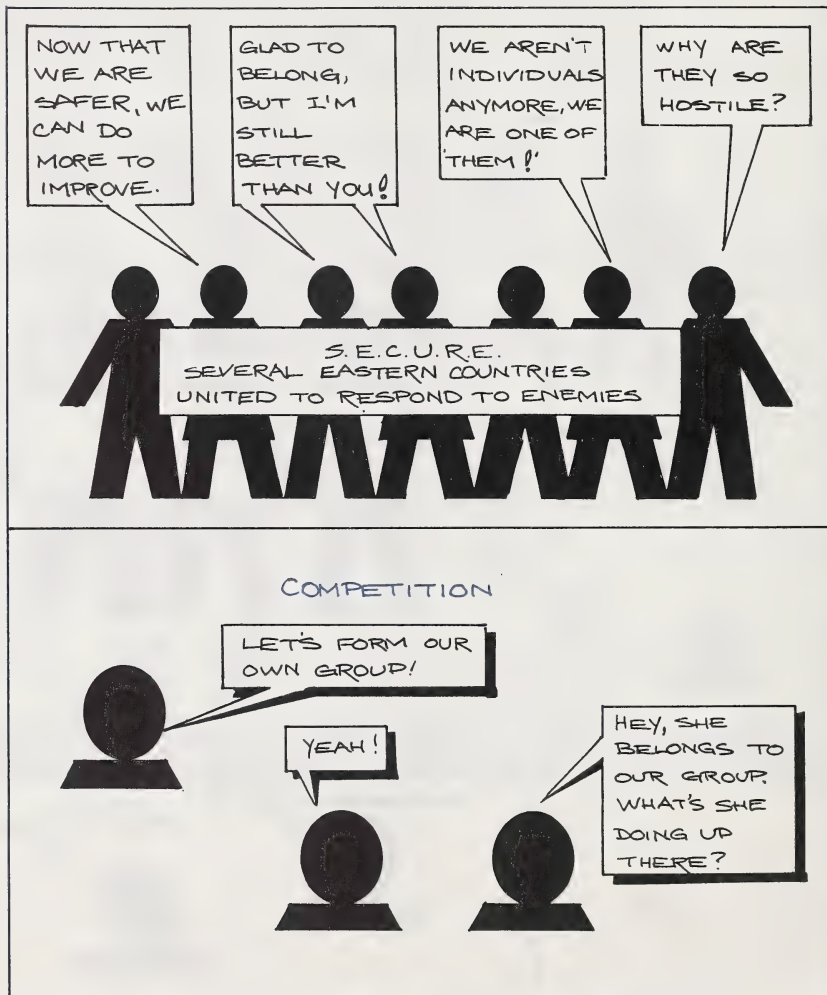 NOW THAT
WE ARE
SAFER, WE
CAN DO
MORE TO
IMPROVE.
GLAD TO
BELONG,
BUT I'M
STILL
BETTER
THAN YOU!
WE AREN'T
INDIVIDUALS
ANYMORE, WE
ARE ONE OF
'THEM!'
WHY ARE
THEY SO
HOSTILE?
S.E.C.U.R.E.
SEVERAL EASTERN COUNTRIES
UNITED TO RESPOND TO ENEMIES
COMPETITION
LET'S FORM OUR
OWN GROUP!
YEAH!
HEY, SHE
BELONGS TO
OUR GROUP.
WHAT'S SHE
DOING UP
THERE?